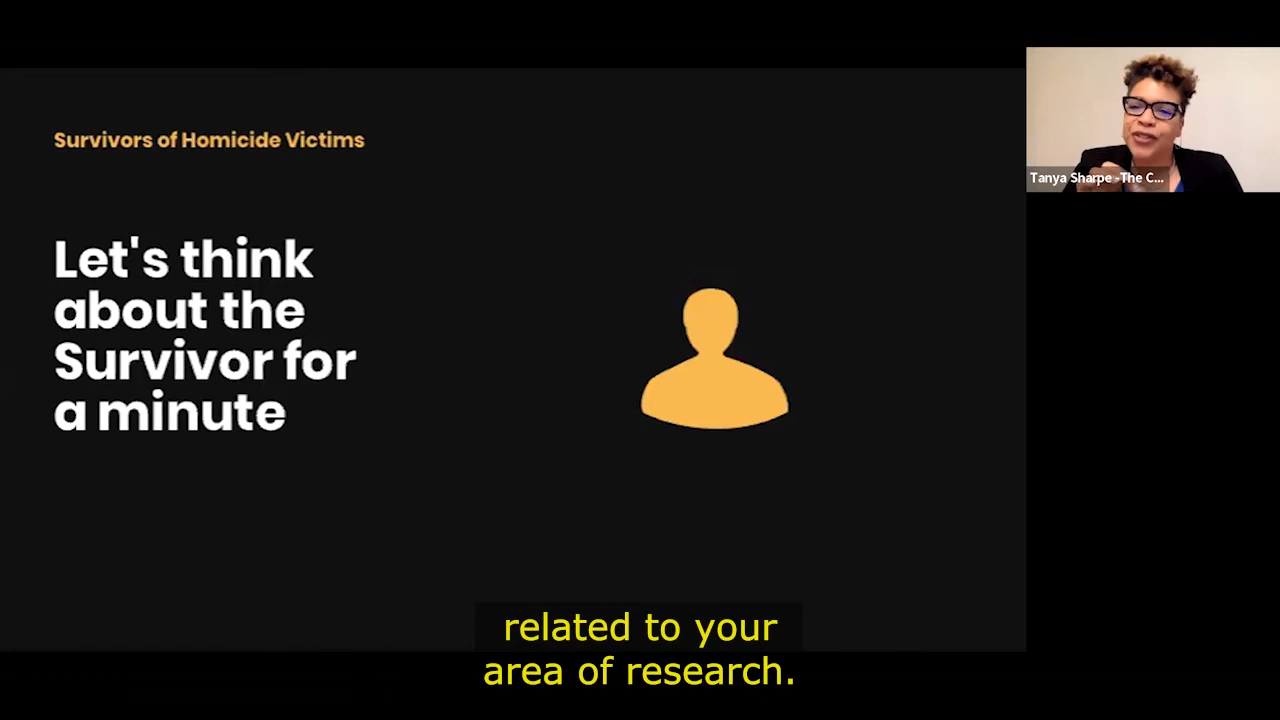 Survivors of Homicide Victims
Let's think
about the
Survivor for
a minute
Tanya Sharpe -The C...
related to your
area of research.